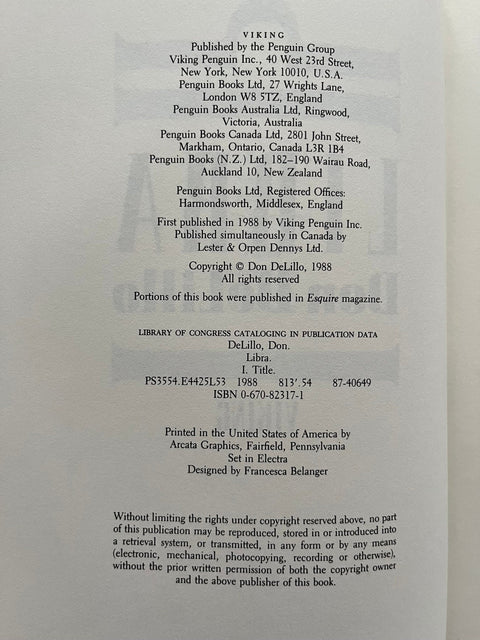 VIKING
Published by the Penguin Group
Viking Penguin Inc., 40 West 23rd Street,
New York, New York 10010, U.S.A.
Penguin Books Ltd, 27 Wrights Lane,
London W8 5TZ, England
Penguin Books Australia Ltd, Ringwood,
Victoria, Australia
Penguin Books Canada Ltd, 2801 John Street,
Markham, Ontario, Canada L3R 1B4
Penguin Books (N.Z.) Ltd, 182–190 Wairau Road,
Auckland 10, New Zealand
Penguin Books Ltd, Registered Offices:
Harmondsworth, Middlesex, England
First published in 1988 by Viking Penguin Inc.
Published simultaneously in Canada by
Lester & Orpen Dennys Ltd.
Copyright © Don DeLillo, 1988
All rights reserved
Portions of this book were published in Esquire magazine.
LIBRARY OF CONGRESS CATALOGING IN PUBLICATION DATA
DeLillo, Don.
Libra.
I. Title.
PS3554.E4425L53 1988 813'.54 87-40649
ISBN 0-670-82317-1
Printed in the United States of America by
Arcata Graphics, Fairfield, Pennsylvania
Set in Electra
Designed by Francesca Belanger
Without limiting the rights under copyright reserved above, no part
of this publication may be reproduced, stored in or introduced into
a retrieval system, or transmitted, in any form or by any means
(electronic, mechanical, photocopying, recording or otherwise),
without the prior written permission of both the copyright owner
and the above publisher of this book.